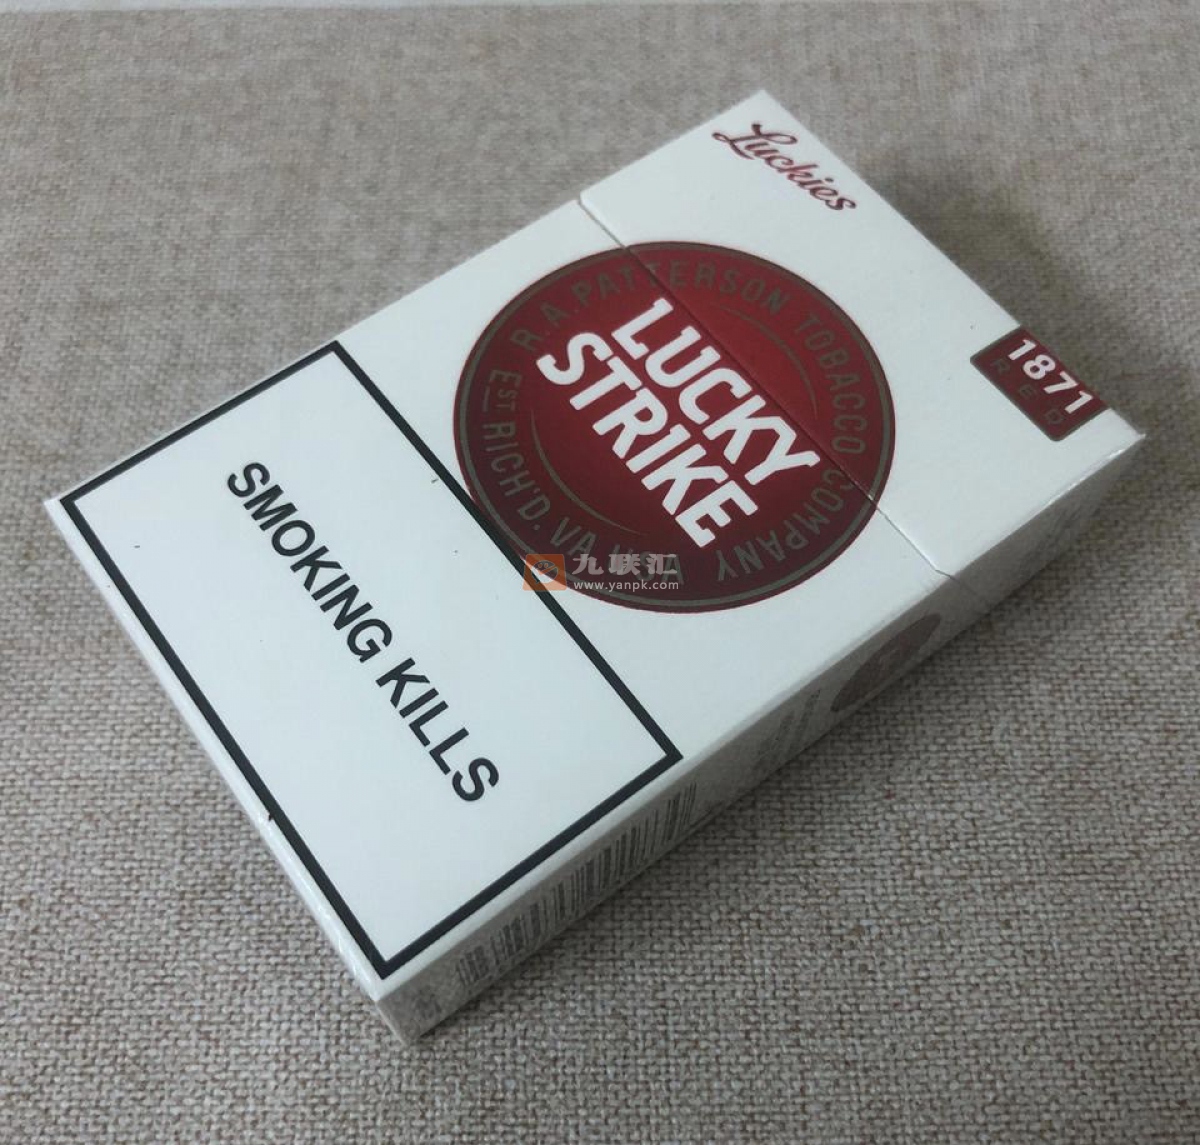 Luckies
1871
RED
R.A. PATTERSON TOBACCO COMPANY
LUCKY
STRIKE
EST. RICH'D. VA. U.S.A.
九联汇
www.yanpk.com
SMOKING KILLS